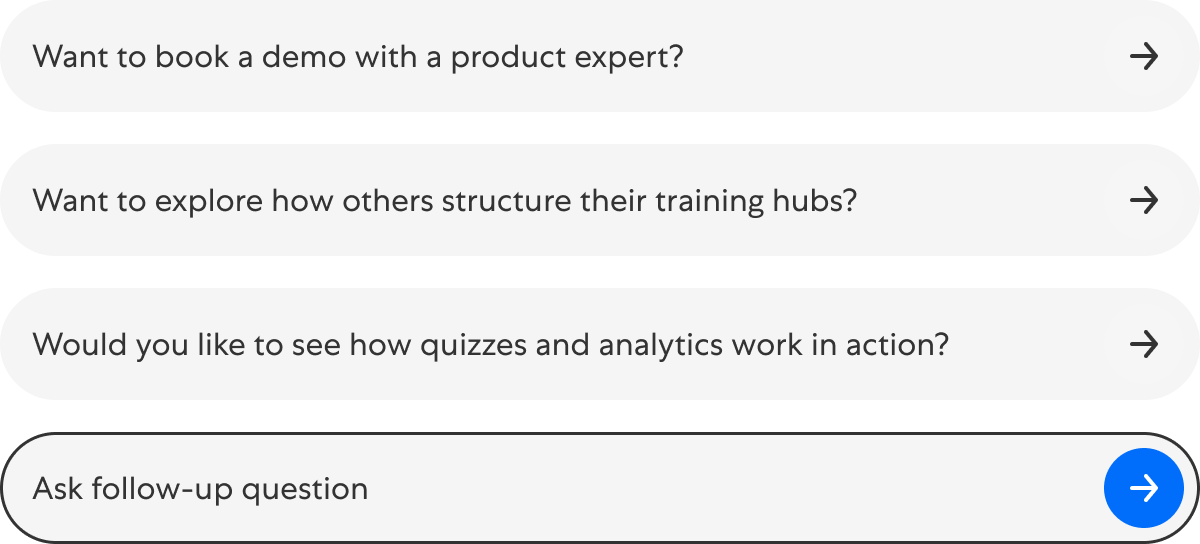 Want to book a demo with a product expert?
Want to explore how others structure their training hubs?
Would you like to see how quizzes and analytics work in action?
Ask follow-up question